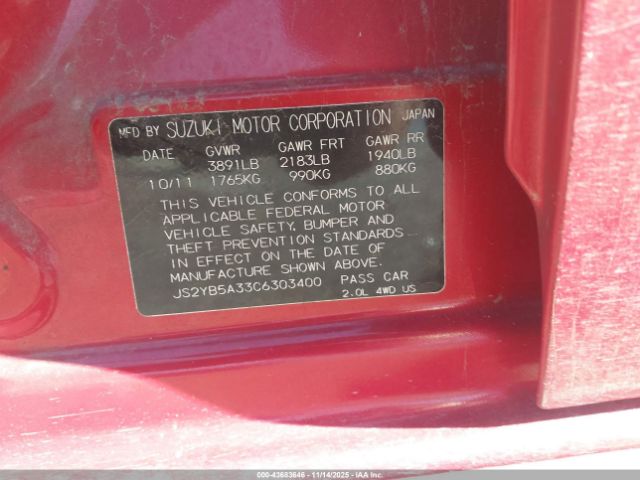 MFD BY SUZUKI MOTOR CORPORATION JAPAN
DATE GVWR GAWR FRT GAWR RR
3891LB 2183LB 1940LB
10/11 1765KG 990KG 880KG
THIS VEHICLE CONFORMS TO ALL
APPLICABLE FEDERAL MOTOR
VEHICLE SAFETY, BUMPER AND
THEFT PREVENTION STANDARDS
IN EFFECT ON THE DATE OF
MANUFACTURE SHOWN ABOVE.
JS2YB5A33C6303400 PASS CAR
2.0L 4WD US
000-43683646 - 11/14/2025 - IAA, Inc.